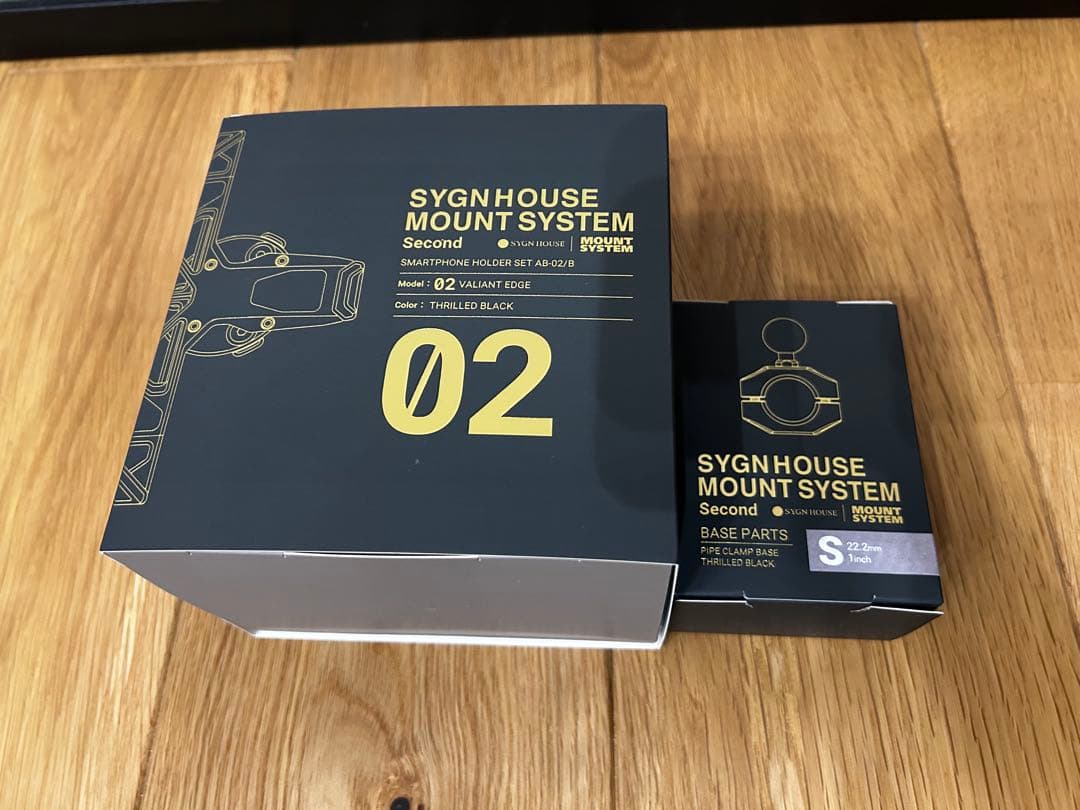 SYGN HOUSE
MOUNT SYSTEM
Second SYGN HOUSE MOUNT SYSTEM
SMARTPHONE HOLDER SET AB-02/B
Model : 02 VALIANT EDGE
Color : THRILLED BLACK
02
SYGN HOUSE
MOUNT SYSTEM
Second SYGN HOUSE MOUNT SYSTEM
BASE PARTS
PIPE CLAMP BASE
THRILLED BLACK
S 22.2mm
1inch